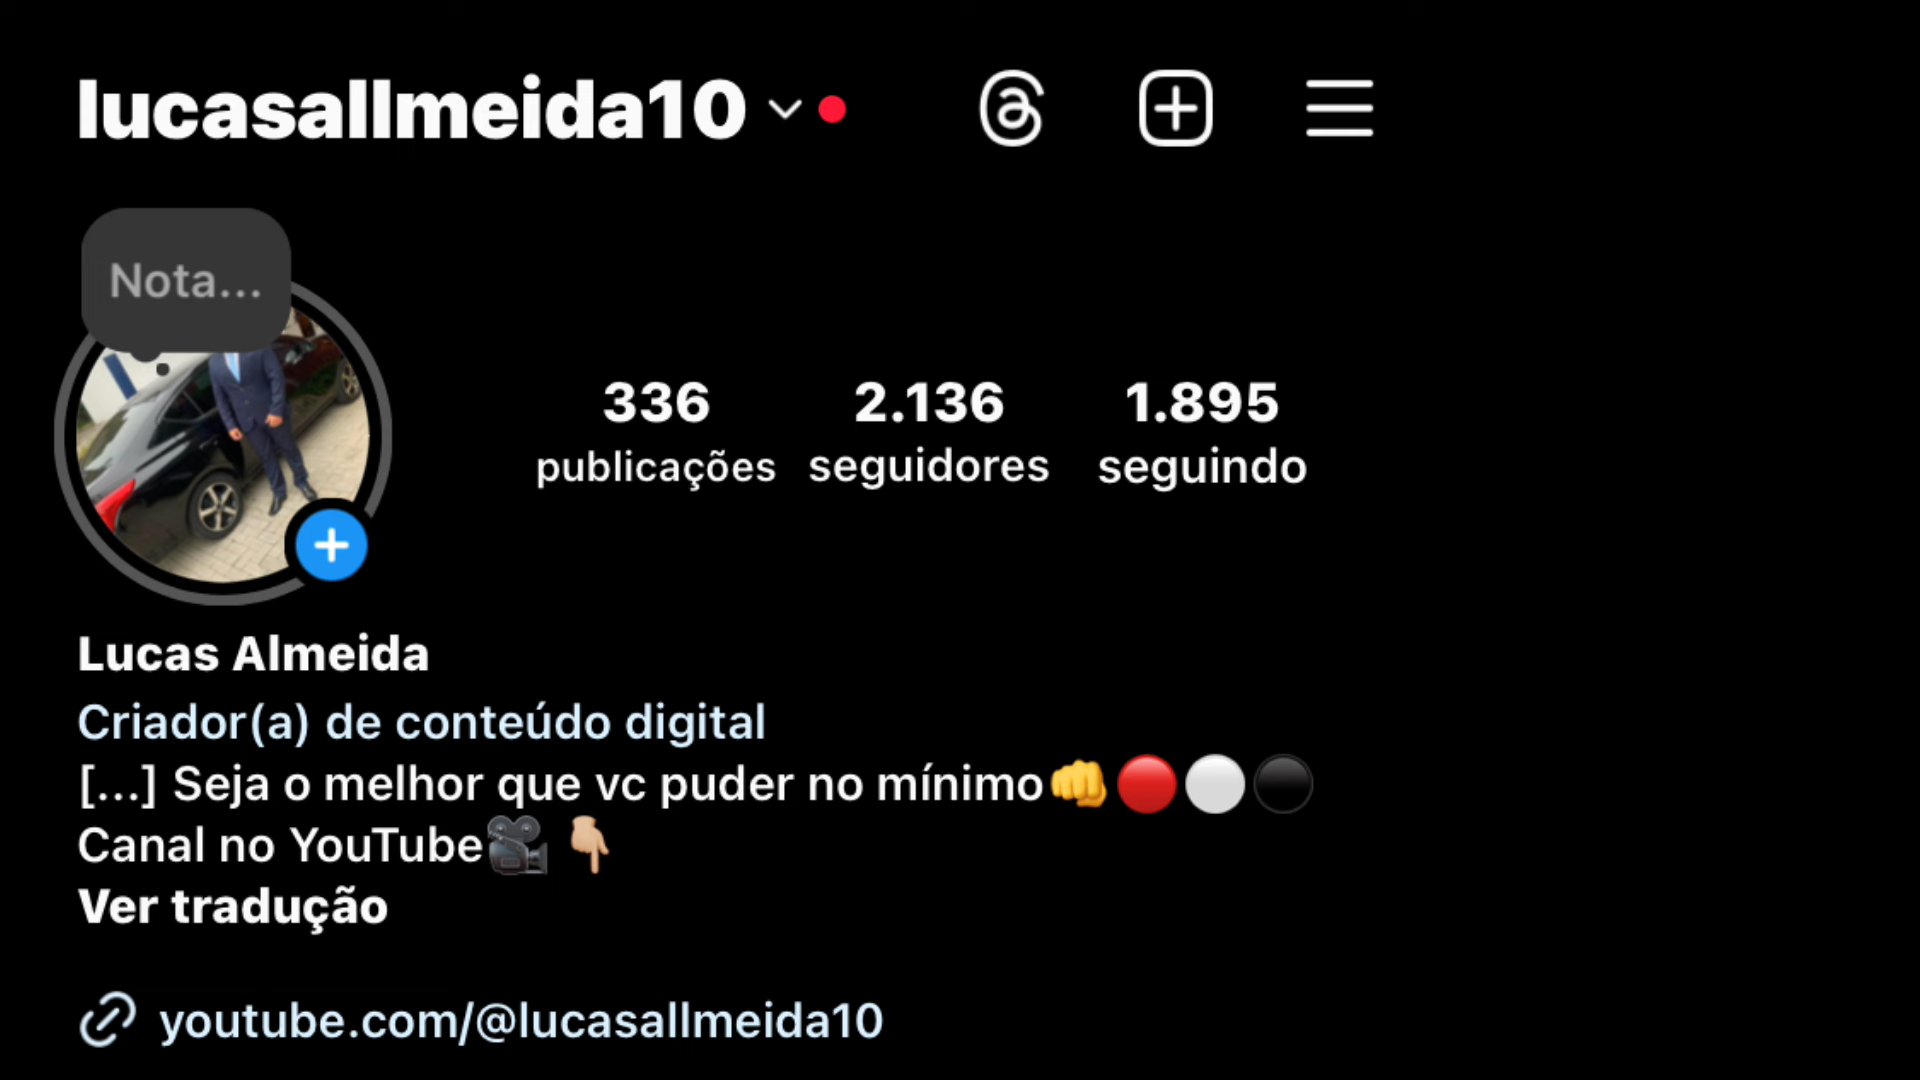 lucasallmeida10
Nota...
336 2.136 1.895
publicações seguidores seguindo
Lucas Almeida
Criador(a) de conteúdo digital
[...] Seja o melhor que vc puder no mínimo👊🔴⚪⚫
Canal no YouTube🎥 👇🏼
Ver tradução
youtube.com/@lucasallmeida10